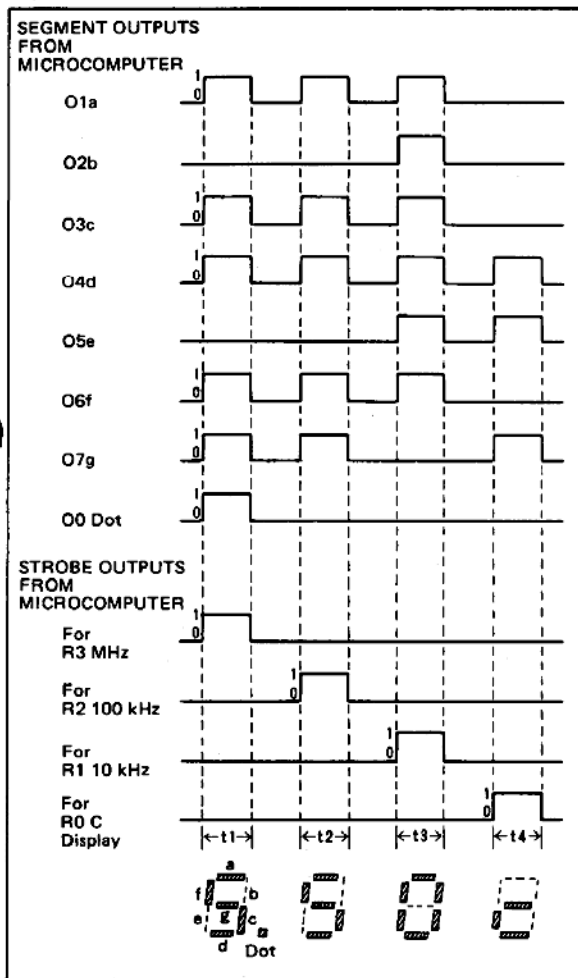 SEGMENT OUTPUTS
FROM
MICROCOMPUTER
1
0
O1a
O2b
1
0
O3c
1
0
O4d
O5e
1
0
O6f
1
0
O7g
1
0
O0 Dot
STROBE OUTPUTS
FROM
MICROCOMPUTER
1
0
For
R3 MHz
1
0
For
R2 100 kHz
1
0
For
R1 10 kHz
1
0
For
R0 C
Display
t1 t2 t3 t4
a
f b
g
e c
d
Dot